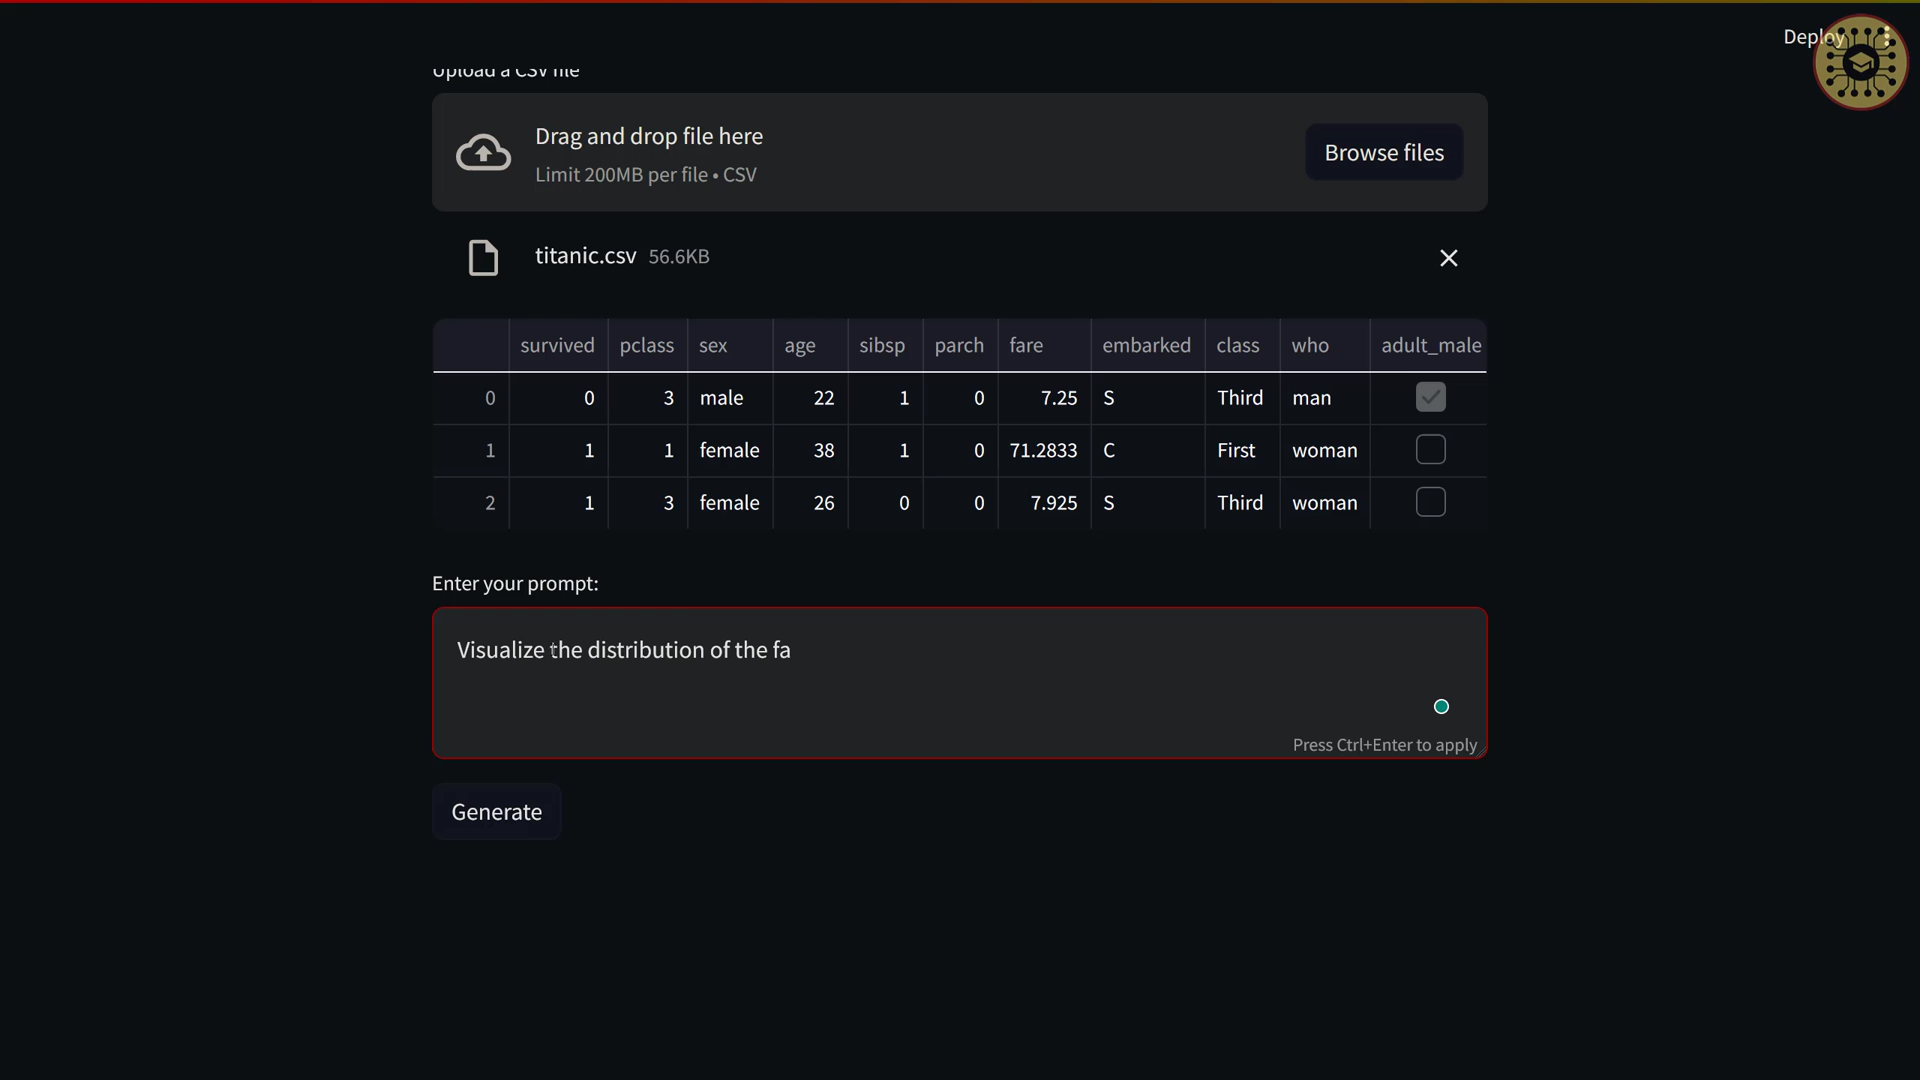 Deploy
Upload a CSV file
Drag and drop file here
Limit 200MB per file • CSV
Browse files
titanic.csv 56.6KB
survived pclass sex age sibsp parch fare embarked class who adult_male
0 0 3 male 22 1 0 7.25 S Third man
1 1 1 female 38 1 0 71.2833 C First woman
2 1 3 female 26 0 0 7.925 S Third woman
Enter your prompt:
Visualize the distribution of the fa
Press Ctrl+Enter to apply
Generate